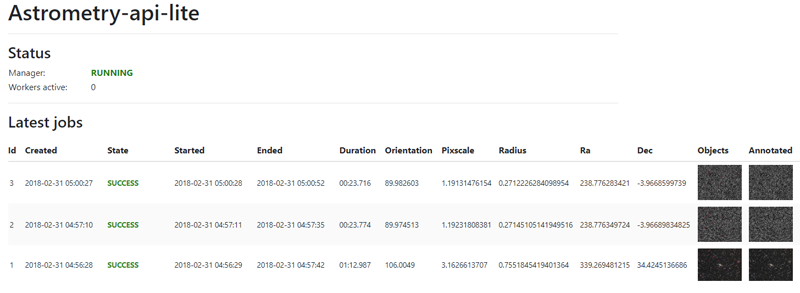 Astrometry-api-lite
Status
Manager: RUNNING
Workers active: 0
Latest jobs
Id Created State Started Ended Duration Orientation Pixscale Radius Ra Dec Objects Annotated
3 2018-02-31 05:00:27 SUCCESS 2018-02-31 05:00:28 2018-02-31 05:00:52 00:23.716 89.982603 1.19131476154 0.2712226284098954 238.776283421 -3.9668599739
2 2018-02-31 04:57:10 SUCCESS 2018-02-31 04:57:11 2018-02-31 04:57:35 00:23.774 89.974513 1.19231808381 0.27145105141949516 238.776349724 -3.96689834825
1 2018-02-31 04:56:28 SUCCESS 2018-02-31 04:56:29 2018-02-31 04:57:42 01:12.987 106.0049 3.1626613707 0.7551845419401364 339.269481215 34.4245136686